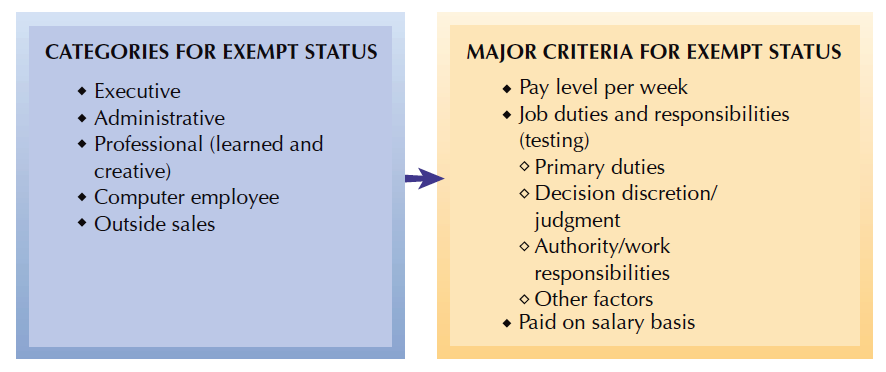 CATEGORIES FOR EXEMPT STATUS
◆ Executive
◆ Administrative
◆ Professional (learned and
creative)
◆ Computer employee
◆ Outside sales
MAJOR CRITERIA FOR EXEMPT STATUS
◆ Pay level per week
◆ Job duties and responsibilities
(testing)
◇ Primary duties
◇ Decision discretion/
judgment
◇ Authority/work
responsibilities
◇ Other factors
◆ Paid on salary basis